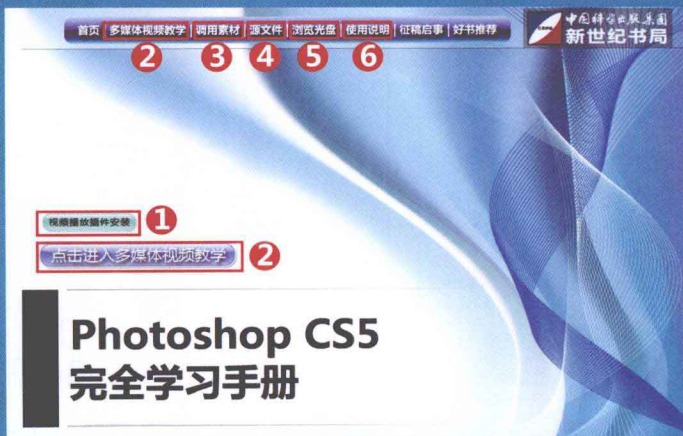 首页 | 多媒体视频教学 | 调用素材 | 源文件 | 浏览光盘 | 使用说明 | 征稿启事 | 好书推荐
中国科学出版集团
新世纪书局
2 3 4 5 6
视频播放插件安装 1
点击进入多媒体视频教学 2
Photoshop CS5
完全学习手册